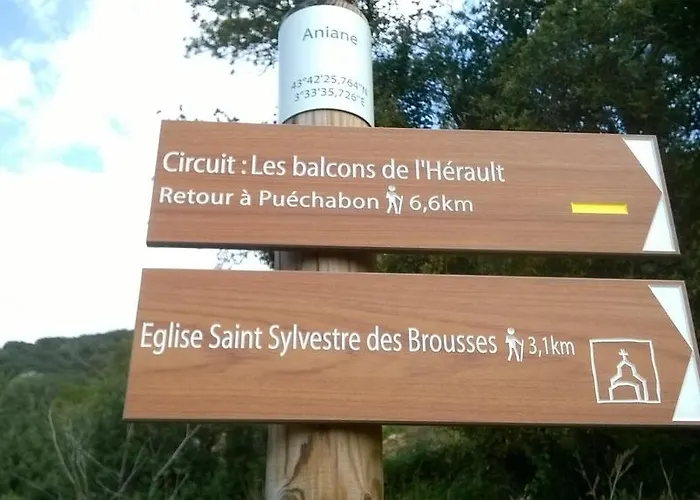 Aniane
43°42'25,764"N
3°33'35,726"E
Circuit : Les balcons de l'Hérault
Retour à Puéchabon 6,6km
Eglise Saint Sylvestre des Brousses 3,1km